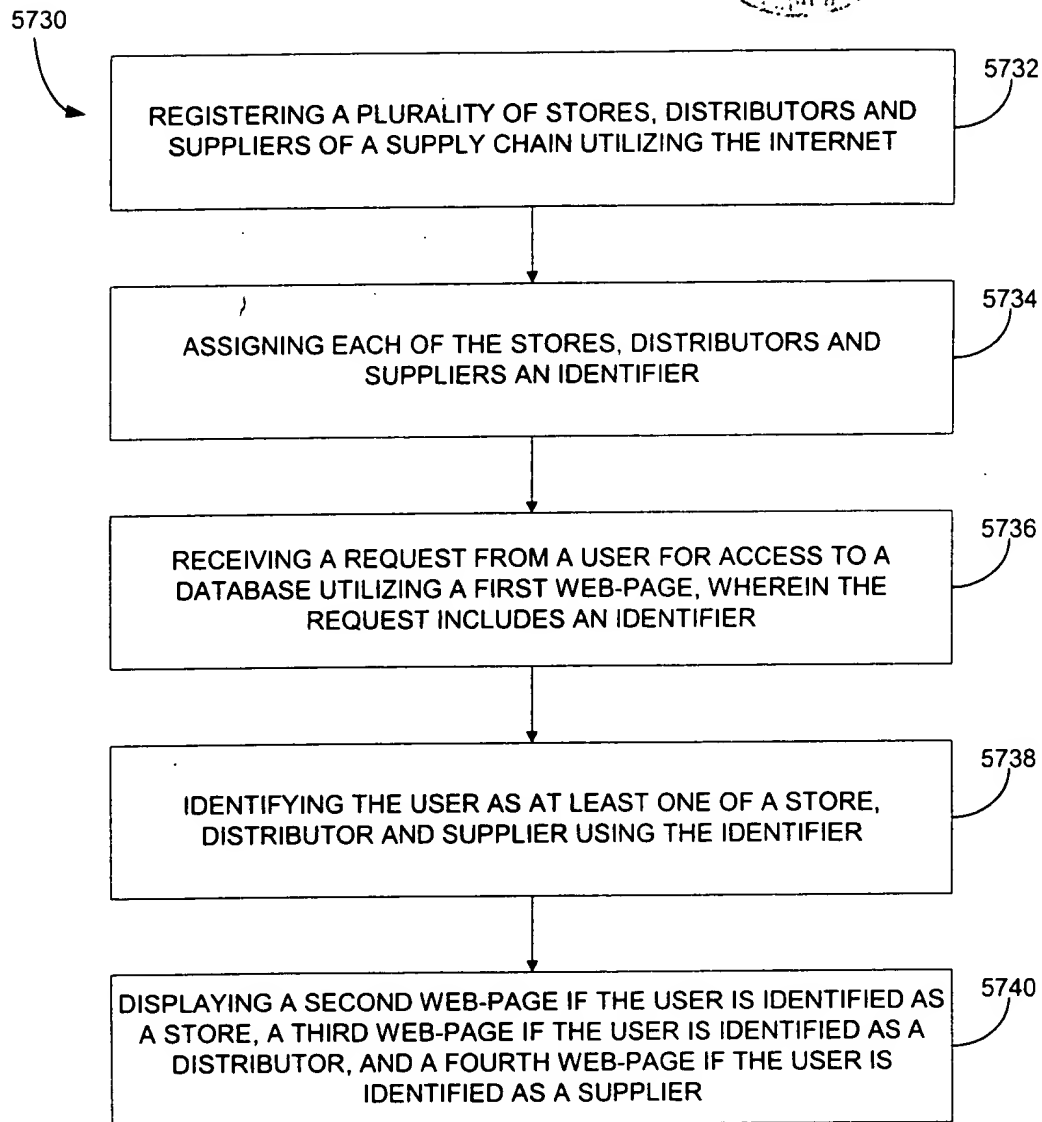 5730
5732
REGISTERING A PLURALITY OF STORES, DISTRIBUTORS AND
SUPPLIERS OF A SUPPLY CHAIN UTILIZING THE INTERNET
5734
ASSIGNING EACH OF THE STORES, DISTRIBUTORS AND
SUPPLIERS AN IDENTIFIER
5736
RECEIVING A REQUEST FROM A USER FOR ACCESS TO A
DATABASE UTILIZING A FIRST WEB-PAGE, WHEREIN THE
REQUEST INCLUDES AN IDENTIFIER
5738
IDENTIFYING THE USER AS AT LEAST ONE OF A STORE,
DISTRIBUTOR AND SUPPLIER USING THE IDENTIFIER
5740
DISPLAYING A SECOND WEB-PAGE IF THE USER IS IDENTIFIED AS
A STORE, A THIRD WEB-PAGE IF THE USER IS IDENTIFIED AS A
DISTRIBUTOR, AND A FOURTH WEB-PAGE IF THE USER IS
IDENTIFIED AS A SUPPLIER